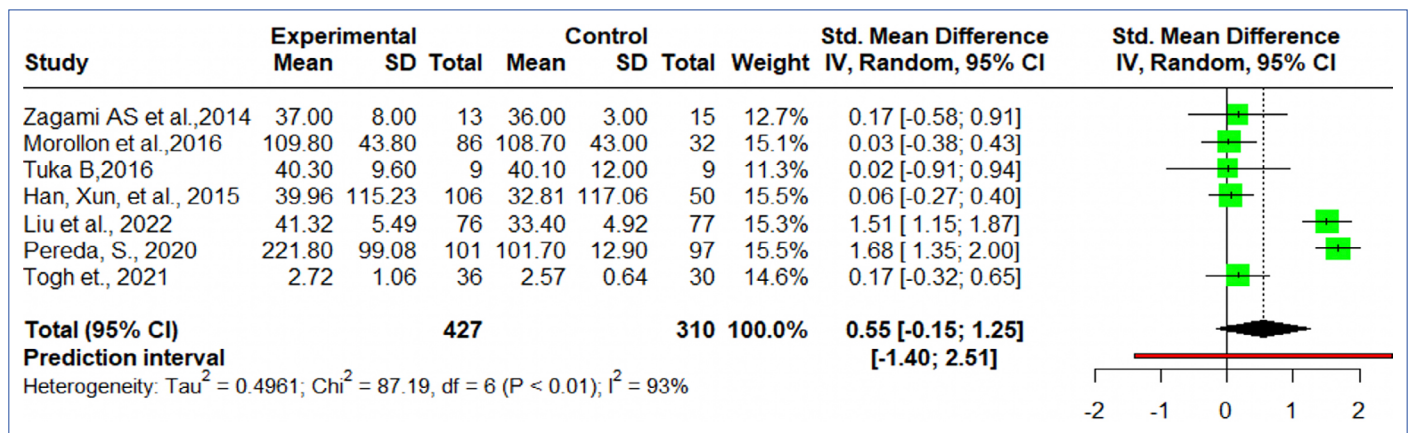 Experimental Control Std. Mean Difference Std. Mean Difference
Study Mean SD Total Mean SD Total Weight IV, Random, 95% CI IV, Random, 95% CI
Zagami AS et al.,2014 37.00 8.00 13 36.00 3.00 15 12.7% 0.17 [-0.58; 0.91]
Morollon et al.,2016 109.80 43.80 86 108.70 43.00 32 15.1% 0.03 [-0.38; 0.43]
Tuka B,2016 40.30 9.60 9 40.10 12.00 9 11.3% 0.02 [-0.91; 0.94]
Han, Xun, et al., 2015 39.96 115.23 106 32.81 117.06 50 15.5% 0.06 [-0.27; 0.40]
Liu et al., 2022 41.32 5.49 76 33.40 4.92 77 15.3% 1.51 [ 1.15; 1.87]
Pereda, S., 2020 221.80 99.08 101 101.70 12.90 97 15.5% 1.68 [ 1.35; 2.00]
Togh et., 2021 2.72 1.06 36 2.57 0.64 30 14.6% 0.17 [-0.32; 0.65]
Total (95% CI) 427 310 100.0% 0.55 [-0.15; 1.25]
Prediction interval [-1.40; 2.51]
Heterogeneity: Tau² = 0.4961; Chi² = 87.19, df = 6 (P < 0.01); I² = 93%
-2 -1 0 1 2